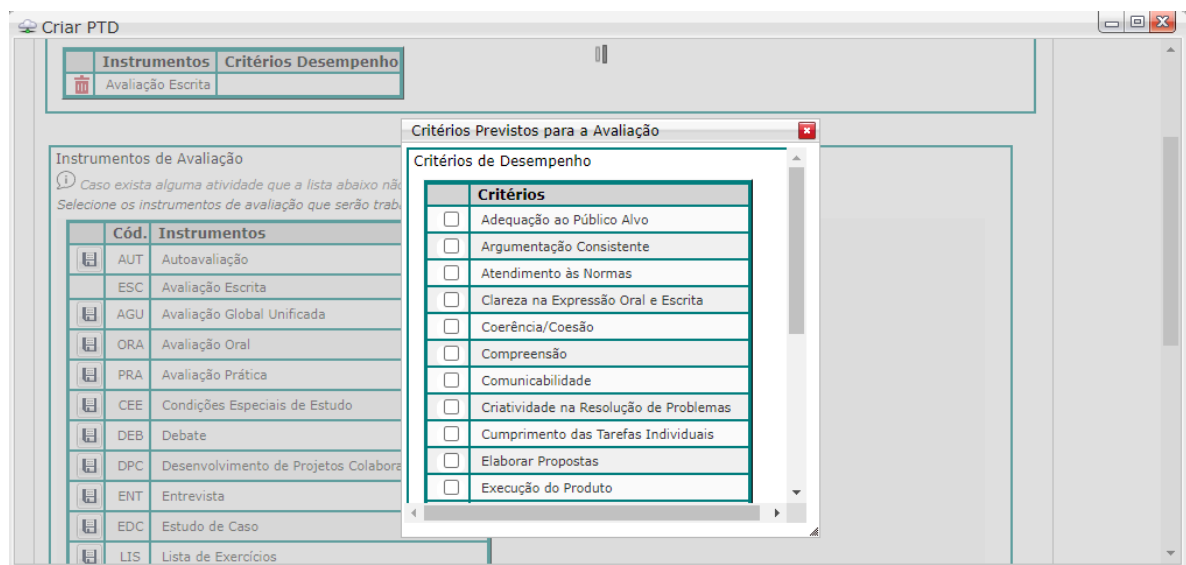 Criar PTD
Instrumentos Critérios Desempenho
Avaliação Escrita
Instrumentos de Avaliação
Caso exista alguma atividade que a lista abaixo
Selecione os instrumentos de avaliação que serão
Cód. Instrumentos
AUT Autoavaliação
ESC Avaliação Escrita
AGU Avaliação Global Unificada
ORA Avaliação Oral
PRA Avaliação Prática
CEE Condições Especiais de Estudo
DEB Debate
DPC Desenvolvimento de Projetos
ENT Entrevista
EDC Estudo de Caso
LIS Lista de Exercícios
Critérios Previstos para a Avaliação
Critérios de Desempenho
Critérios
Adequação ao Público Alvo
Argumentação Consistente
Atendimento às Normas
Clareza na Expressão Oral e Escrita
Coerência/Coesão
Compreensão
Comunicabilidade
Criatividade na Resolução de Problemas
Cumprimento das Tarefas Individuais
Elaborar Propostas
Execução do Produto